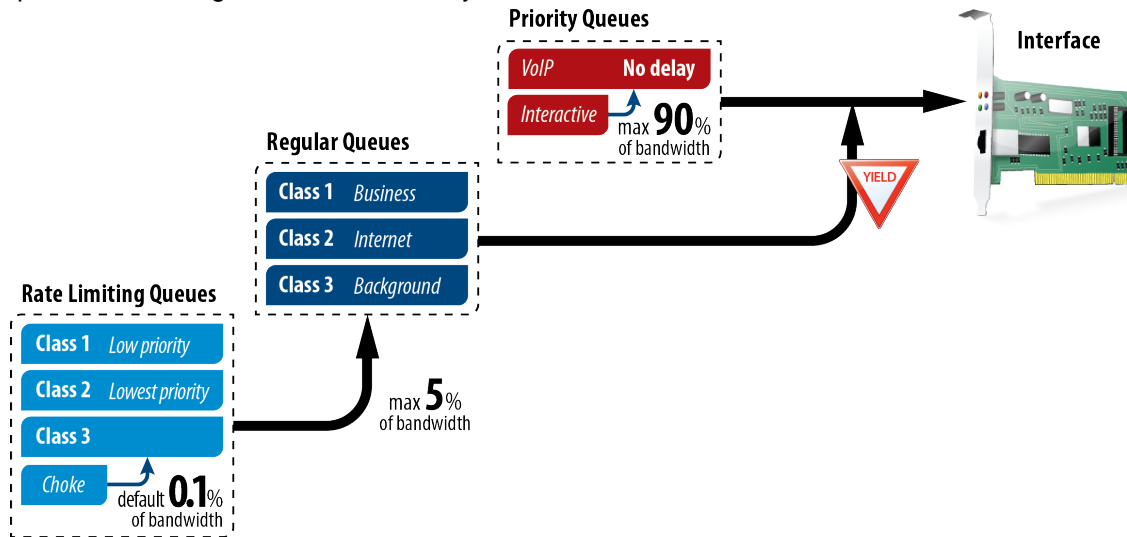 Priority Queues
VoIP No delay
Interactive
max 90%
of bandwidth
Interface
YIELD
Regular Queues
Class 1 Business
Class 2 Internet
Class 3 Background
Rate Limiting Queues
Class 1 Low priority
Class 2 Lowest priority
Class 3
Choke
default 0.1%
of bandwidth
max 5%
of bandwidth